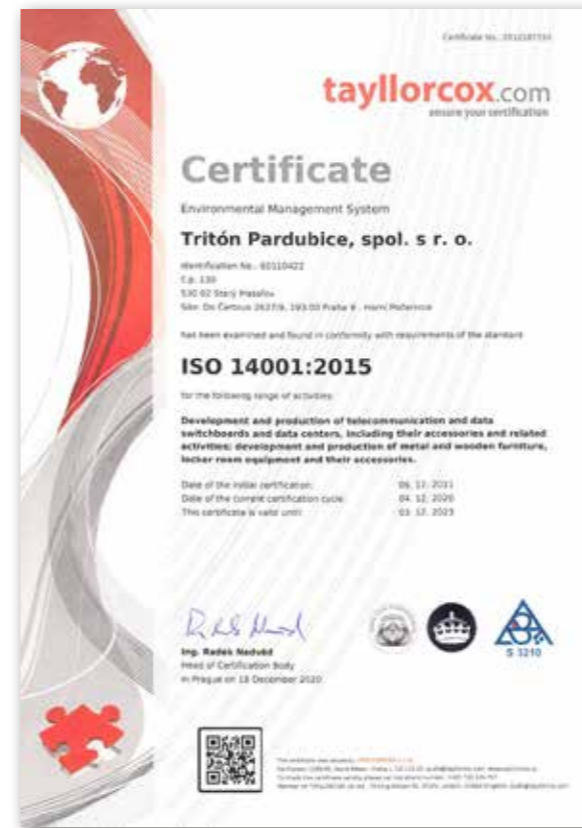 Certificate No.: 
tayllorcox.com
ensure your certification
Certificate
Environmental Management System
Tritón Pardubice, spol. s r. o.
Identification No.: 60110422
č.p. 139
530 02 Starý Mateřov
Site: Do Čertous 2627/9, 193 00 Praha 9 - Horní Počernice
has been examined and found in conformity with requirements of the standard
ISO 14001:2015
for the following range of activities:
Development and production of telecommunication and data
switchboards and data centers, including their accessories and related
activities; development and production of metal and wooden furniture,
locker room equipment and their accessories.
Date of the initial certification: 06. 12. 2011
Date of the current certification cycle: 04. 12. 2020
This certificate is valid until: 03. 12. 2023
S 3210
Ing. Radek Nedvěd
Head of Certification Body
In Prague on 18 December 2020